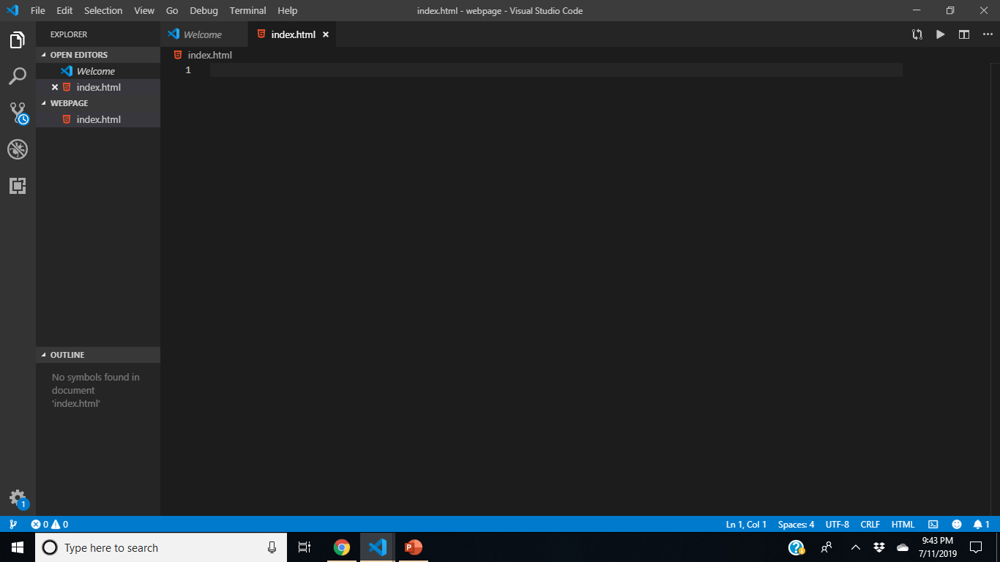 File Edit Selection View Go Debug Terminal Help
index.html - webpage - Visual Studio Code
EXPLORER
OPEN EDITORS
Welcome
index.html
WEBPAGE
index.html
OUTLINE
No symbols found in
document
'index.html'
Welcome
index.html
index.html
1
1
0 0
Ln 1, Col 1 Spaces: 4 UTF-8 CRLF HTML 1
Type here to search
9:43 PM
7/11/2019